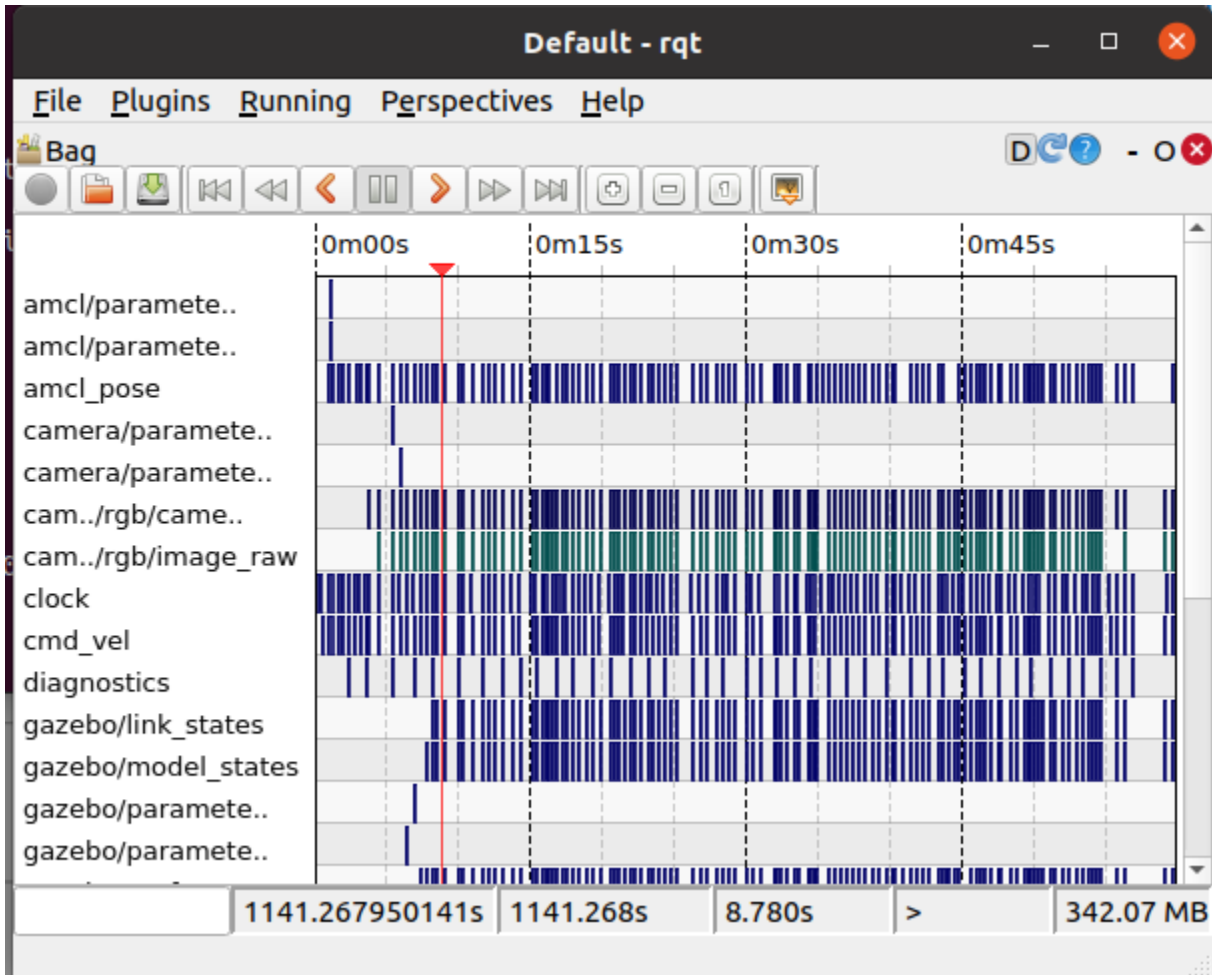 Default - rqt
File Plugins Running Perspectives Help
Bag
D ? - O
0m00s 0m15s 0m30s 0m45s
amcl/paramete..
amcl/paramete..
amcl_pose
camera/paramete..
camera/paramete..
cam../rgb/came..
cam../rgb/image_raw
clock
cmd_vel
diagnostics
gazebo/link_states
gazebo/model_states
gazebo/paramete..
gazebo/paramete..
1141.267950141s 1141.268s 8.780s > 342.07 MB